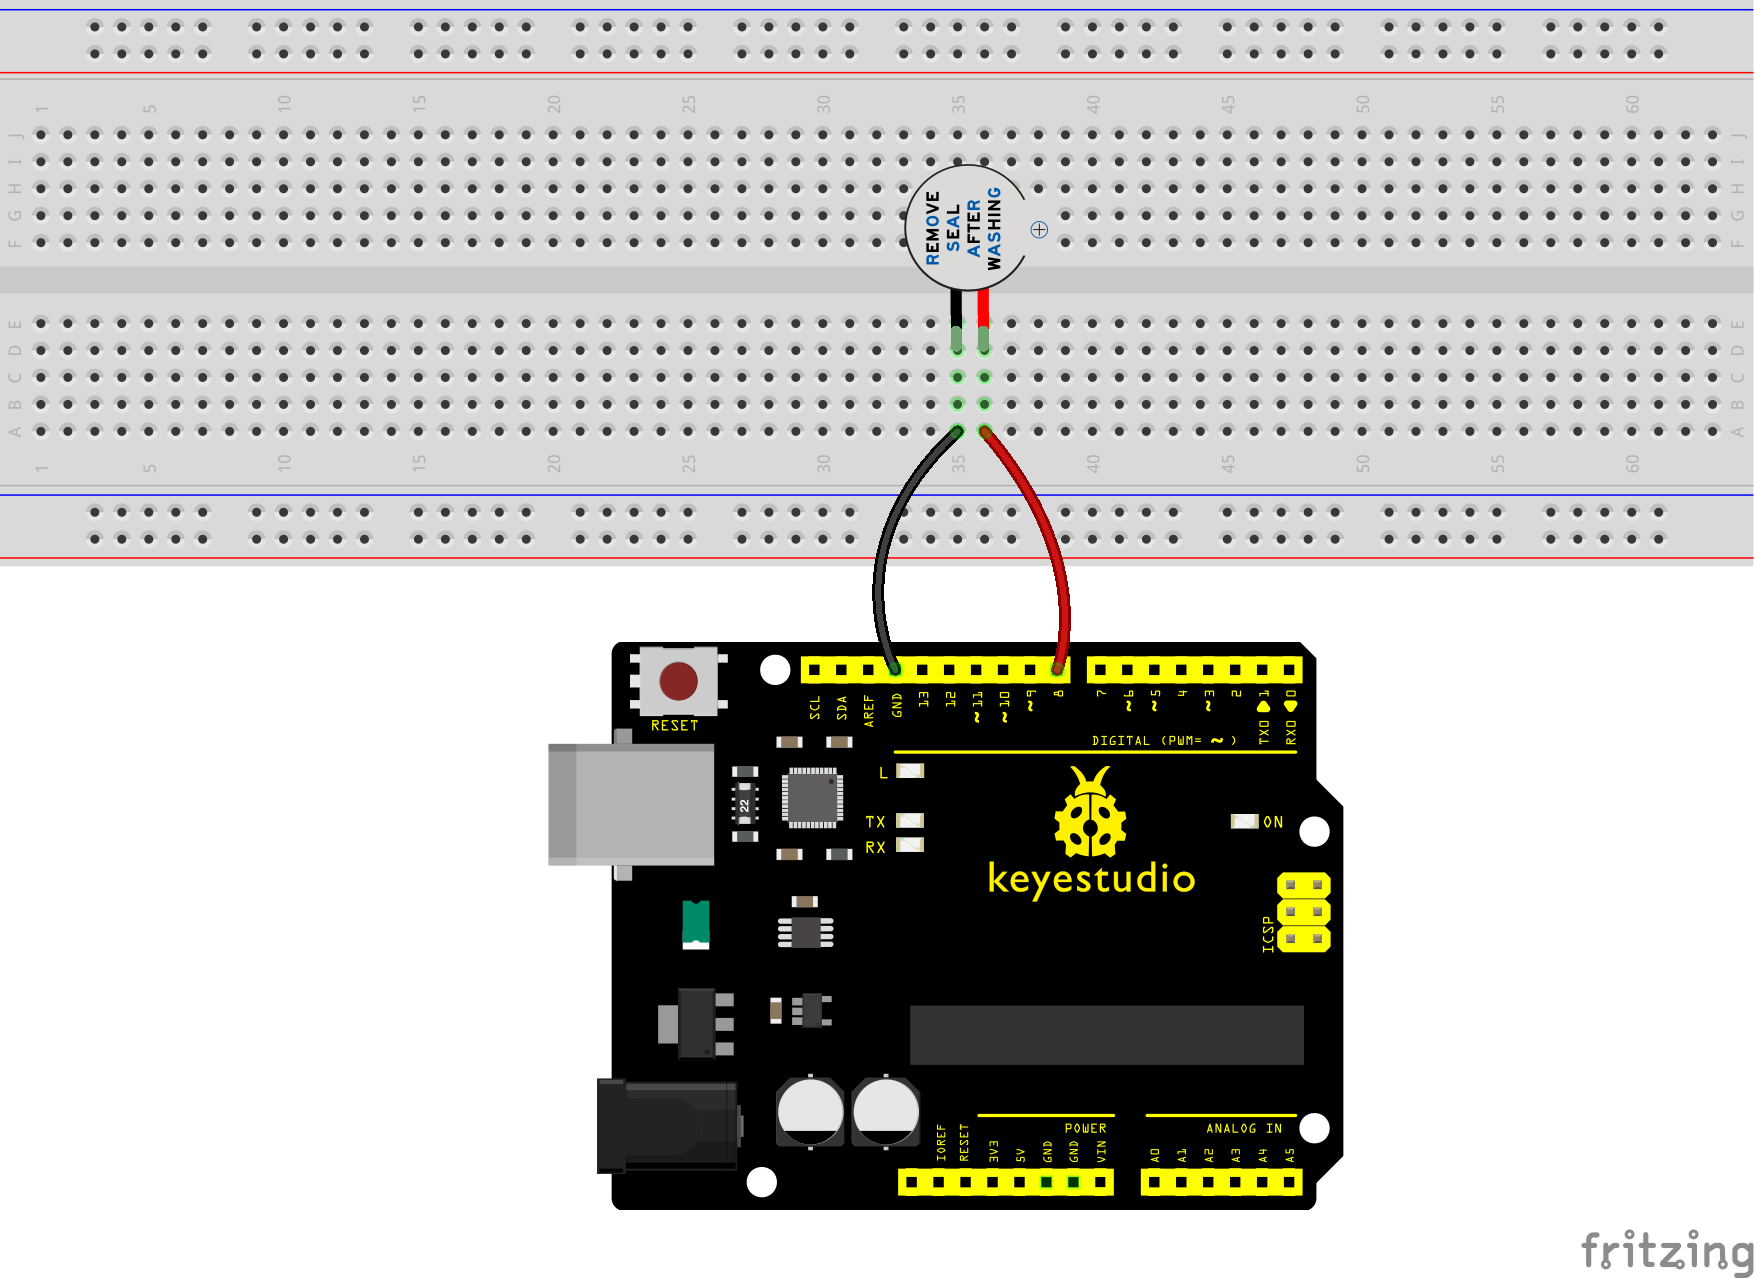 1 5 10 15 20 25 30 35 40 45 50 55 60
J J
I I
H H
G G
F F
REMOVE
SEAL
AFTER
WASHING
E E
D D
C C
B B
A A
1 5 10 15 20 25 30 35 40 45 50 55 60
RESET
SCL SDA AREF GND 13 12 ~11 ~10 ~9 8 7 ~6 ~5 4 ~3 2 TX0 1 RX0 0
DIGITAL (PWM= ~ )
L
22
TX
RX
ON
keyestudio
ICSP
POWER
ANALOG IN
IOREF RESET 3V3 5V GND GND VIN A0 A1 A2 A3 A4 A5
fritzing